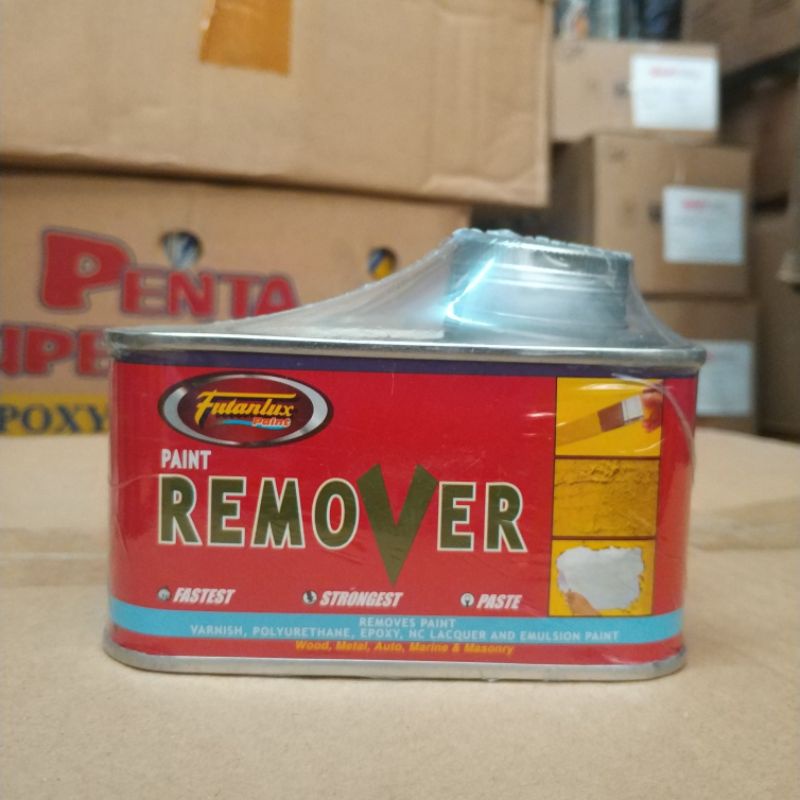 PENTA
EPOXY
Futanlux
Paint
PAINT
REMOVER
FASTEST
STRONGEST
PASTE
REMOVES PAINT
VARNISH, POLYURETHANE, EPOXY, NC LACQUER AND EMULSION PAINT
Wood, Metal, Auto, Marine & Masonry